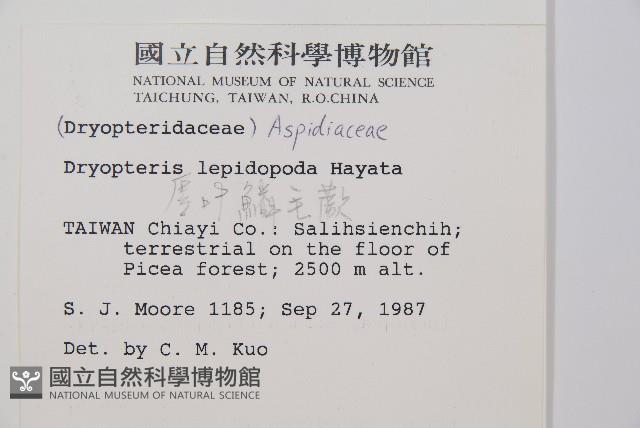 國立自然科學博物館
NATIONAL MUSEUM OF NATURAL SCIENCE
TAICHUNG, TAIWAN, R.O.CHINA
(Dryopteridaceae) Aspidiaceae
Dryopteris lepidopoda Hayata
鱗毛蕨
TAIWAN Chiayi Co.: Salihsienchih;
terrestrial on the floor of
Picea forest; 2500 m alt.
S. J. Moore 1185; Sep 27, 1987
Det. by C. M. Kuo
國立自然科學博物館
NATIONAL MUSEUM OF NATURAL SCIENCE